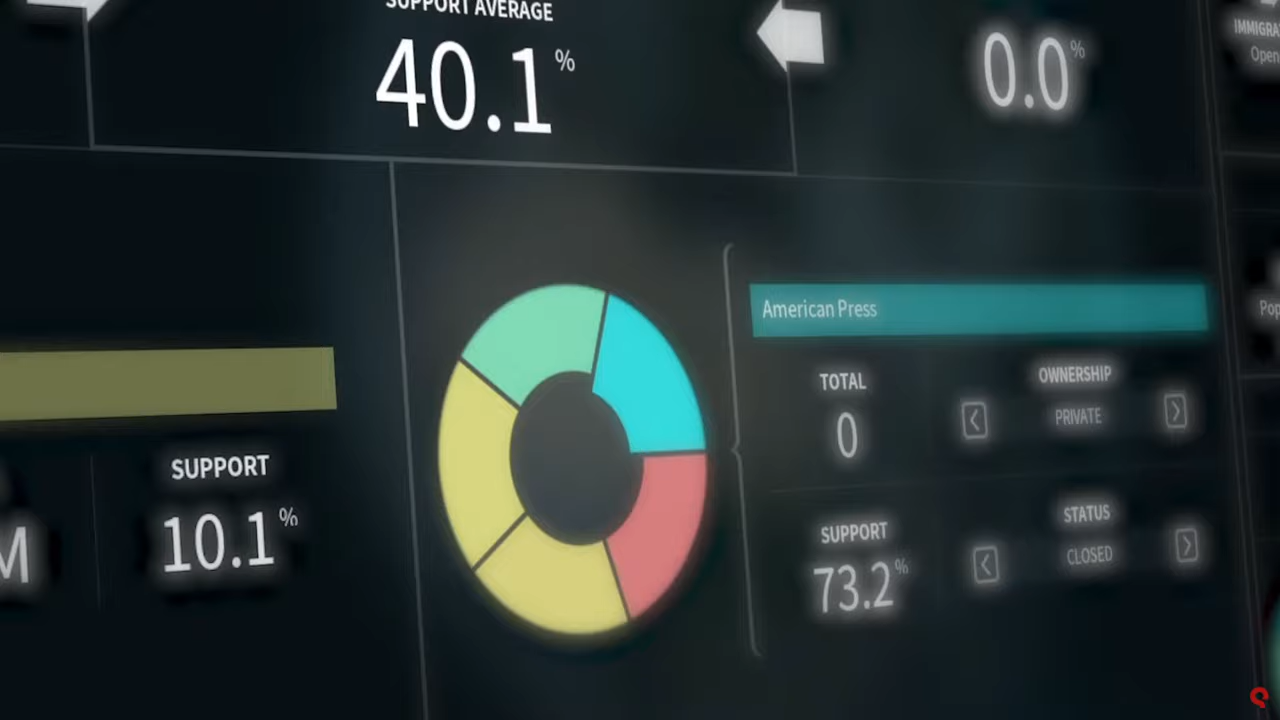 SUPPORT AVERAGE
40.1%
0.0%
Open
American Press
TOTAL
0
OWNERSHIP
PRIVATE
SUPPORT
10.1%
M
SUPPORT
73.2%
STATUS
CLOSED